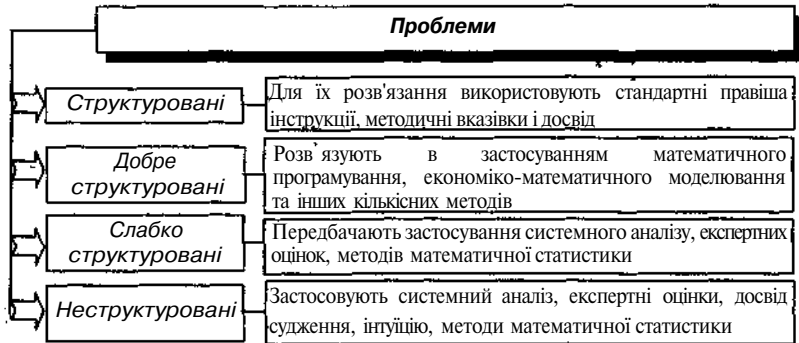 Проблеми
Структуровані
Для їх розв'язання використовують стандартні правіша
інструкції, методичні вказівки і досвід
Добре
структуровані
Розв'язують в застосуванням математичного
програмування, економіко-математичного моделювання
та інших кількісних методів
Слабко
структуровані
Передбачають застосування системного аналізу, експертних
оцінок, методів математичної статистики
Неструктуровані
Застосовують системний аналіз, експертні оцінки, досвід
судження, інтуїцію, методи математичної статистики